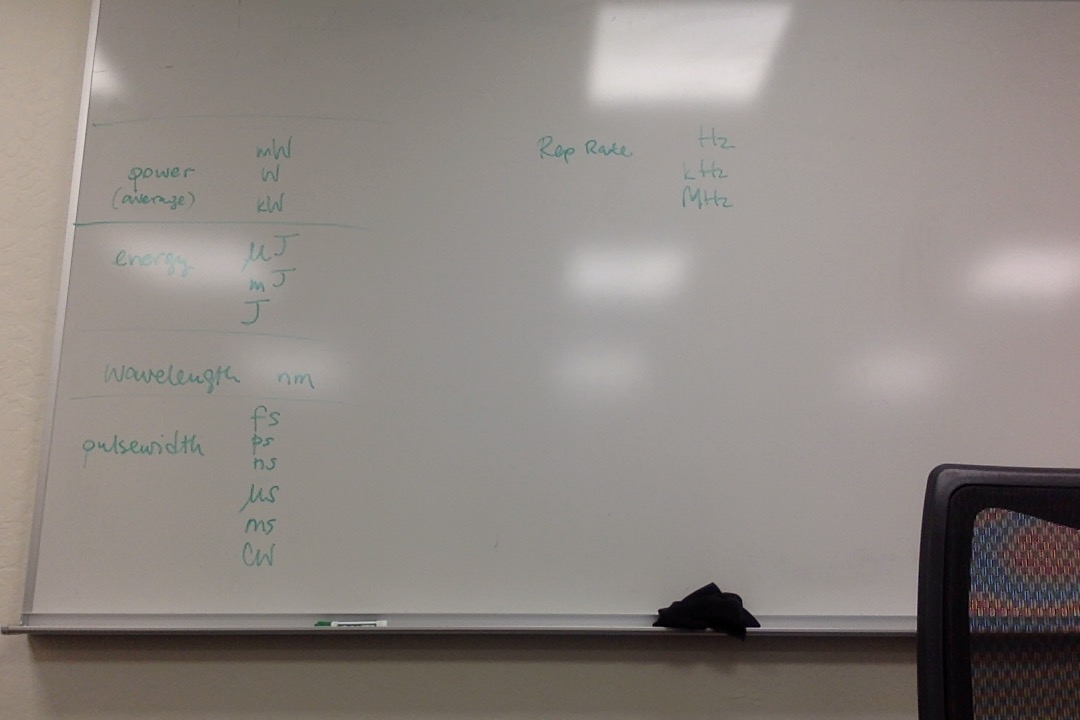 mW
power W
(average) kW
energy μJ
mJ
J
Wavelength nm
fs
pulsewidth ps
ns
μs
ms
CW
Rep Rate Hz
kHz
MHz